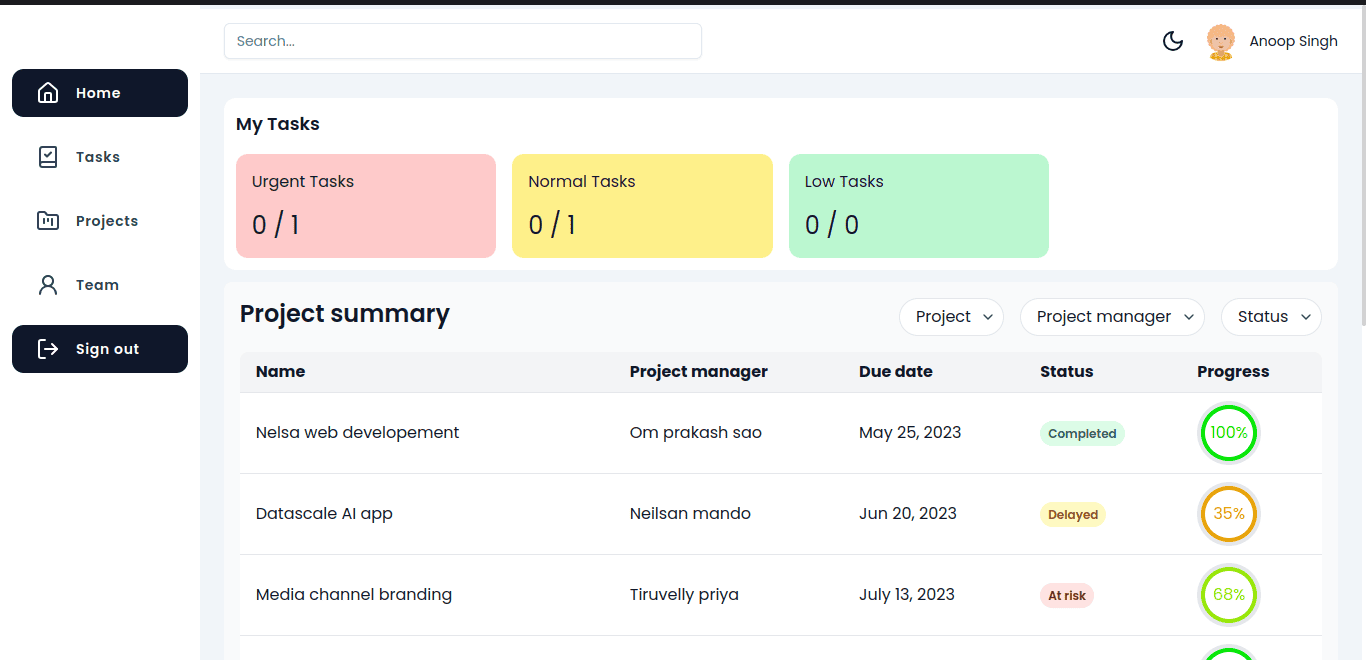 Search...
Anoop Singh
Home
Tasks
Projects
Team
Sign out
My Tasks
Urgent Tasks
0 / 1
Normal Tasks
0 / 1
Low Tasks
0 / 0
Project summary
Project
Project manager
Status
Name Project manager Due date Status Progress
Nelsa web developement Om prakash sao May 25, 2023 Completed 100%
Datascale AI app Neilsan mando Jun 20, 2023 Delayed 35%
Media channel branding Tiruvelly priya July 13, 2023 At risk 68%